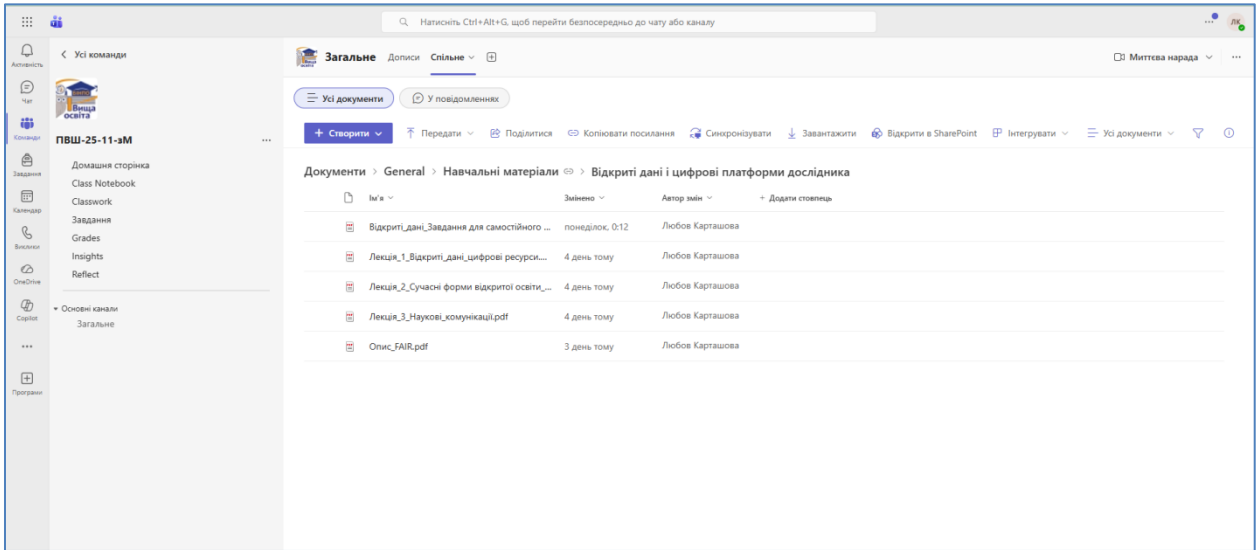 Натисніть Ctrl+Alt+G, щоб перейти безпосередньо до чату або каналу
ЛК
Активність
Чат
Команди
Завдання
Календар
Виклики
OneDrive
Copilot
Програми
Усі команди
Вища
освіта
ПВШ-25-11-зМ
Домашня сторінка
Class Notebook
Classwork
Завдання
Grades
Insights
Reflect
Основні канали
Загальне
Загальне Дописи Спільне
Миттєва нарада
Усі документи У повідомленнях
+ Створити Передати Поділитися Копіювати посилання Синхронізувати Завантажити Відкрити в SharePoint Інтегрувати Усі документи
Документи > General > Навчальні матеріали > Відкриті дані і цифрові платформи дослідника
Ім'я Змінено Автор змін + Додати стовпець
Відкриті_дані_Завдання для самостійного ... понеділок, 0:12 Любов Карташова
Лекція_1_Відкриті_дані_цифрові ресурси.... 4 день тому Любов Карташова
Лекція_2_Сучасні форми відкритої освіти_... 4 день тому Любов Карташова
Лекція_3_Наукові_комунікації.pdf 4 день тому Любов Карташова
Опис_FAIR.pdf 3 день тому Любов Карташова